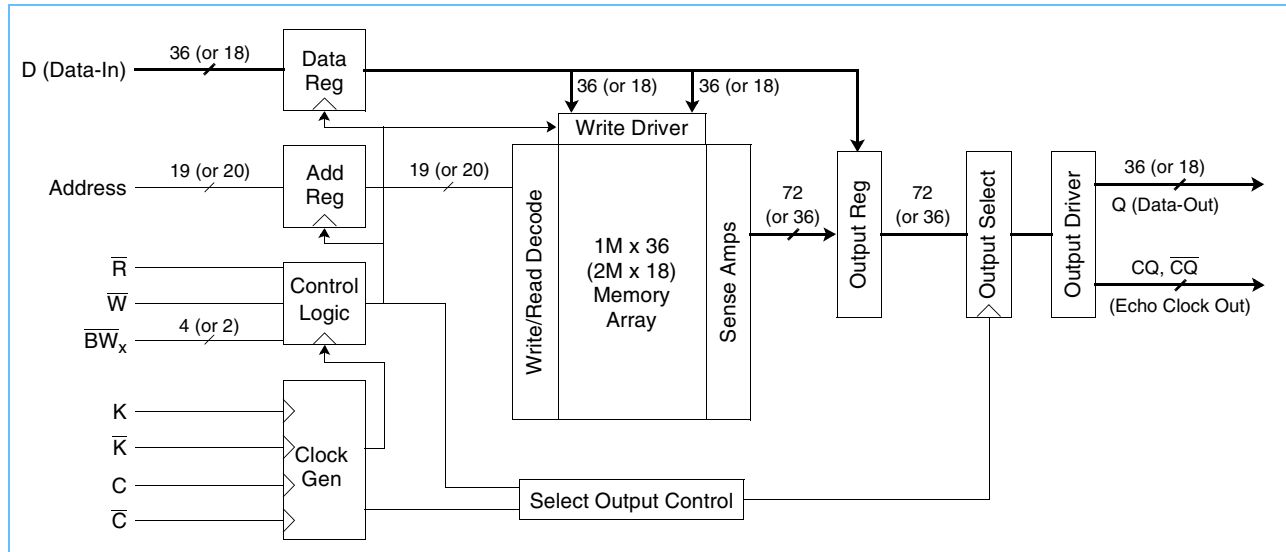 D (Data-In)
36 (or 18)
Data
Reg
36 (or 18)
36 (or 18)
Write Driver
Address
19 (or 20)
Add
Reg
19 (or 20)
Write/Read Decode
1M x 36
(2M x 18)
Memory
Array
Sense Amps
72
(or 36)
Output Reg
72
(or 36)
Output Select
Output Driver
36 (or 18)
Q (Data-Out)
CQ, C̅Q̅
(Echo Clock Out)
R̅
W̅
B̅W̅ₓ
4 (or 2)
Control
Logic
K
K̅
C
C̅
Clock
Gen
Select Output Control